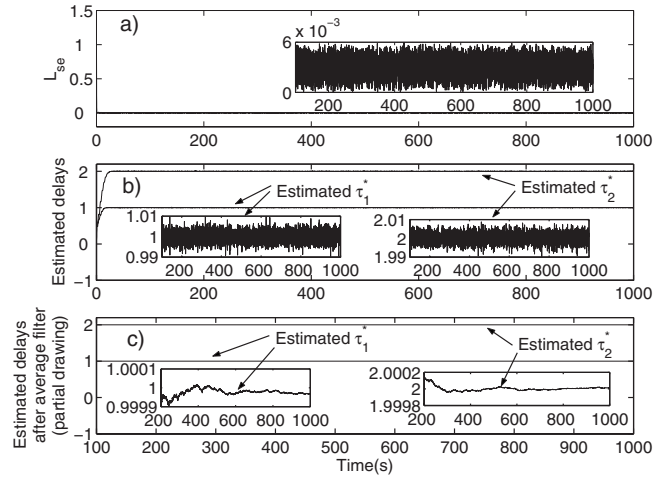 a)
L_se
1.5
1
0.5
0
6 x 10^-3
0
200 400 600 800 1000
0 200 400 600 800 1000
b)
Estimated delays
2
1
0
-1
Estimated τ_1^*
Estimated τ_2^*
1.01
1
0.99
200 400 600 800 1000
2.01
2
1.99
200 400 600 800 1000
0 200 400 600 800 1000
c)
Estimated delays
after average filter
(partial drawing)
2
1
0
-1
Estimated τ_1^*
Estimated τ_2^*
1.0001
1
0.9999
200 400 600 800 1000
2.0002
2
1.9998
200 400 600 800 1000
100 200 300 400 500 600 700 800 900 1000
Time(s)